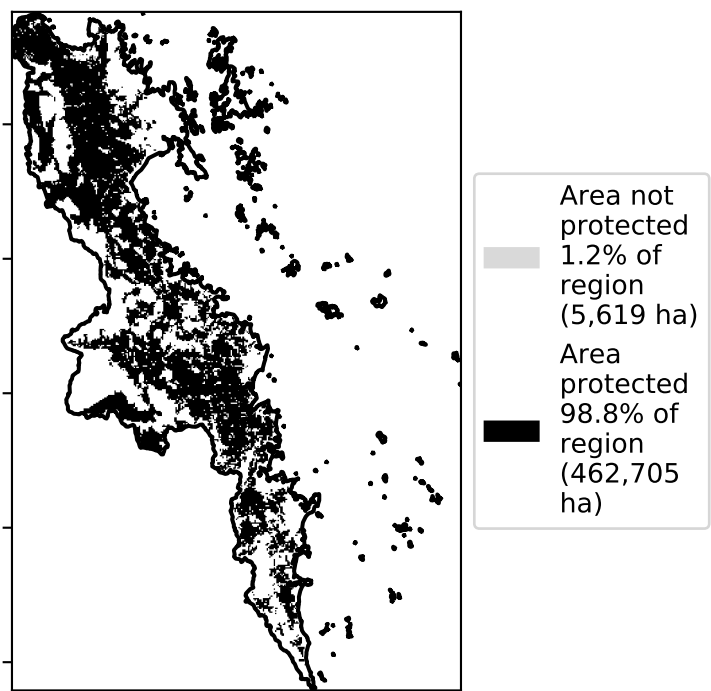 Area not
protected
1.2% of
region
(5,619 ha)
Area
protected
98.8% of
region
(462,705
ha)